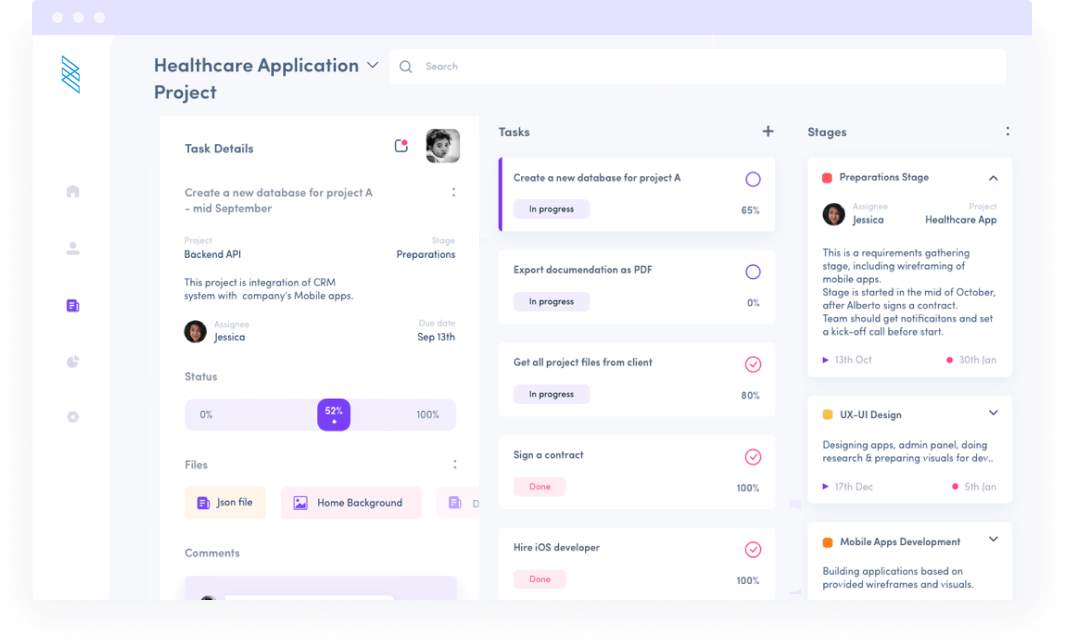 Healthcare Application
Project
Search
Task Details
Create a new database for project A
- mid September
Project
Stage
Backend API
Preparations
This project is integration of CRM
system with company's Mobile apps.
Assignee
Due date
Jessica
Sep 13th
Status
0%
52%
100%
Files
Json file
Home Background
D
Comments
Tasks
Create a new database for project A
In progress
65%
Export documendation as PDF
In progress
0%
Get all project files from client
In progress
80%
Sign a contract
Done
100%
Hire iOS developer
Done
100%
Stages
Preparations Stage
Assignee
Project
Jessica
Healthcare App
This is a requirements gathering
stage, including wireframing of
mobile apps.
Stage is started in the mid of October,
after Alberto signs a contract.
Team should get notificaitons and set
a kick-off call before start.
13th Oct
30th Jan
UX-UI Design
Designing apps, admin panel, doing
research & preparing visuals for dev..
17th Dec
5th Jan
Mobile Apps Development
Building applications based on
provided wireframes and visuals.